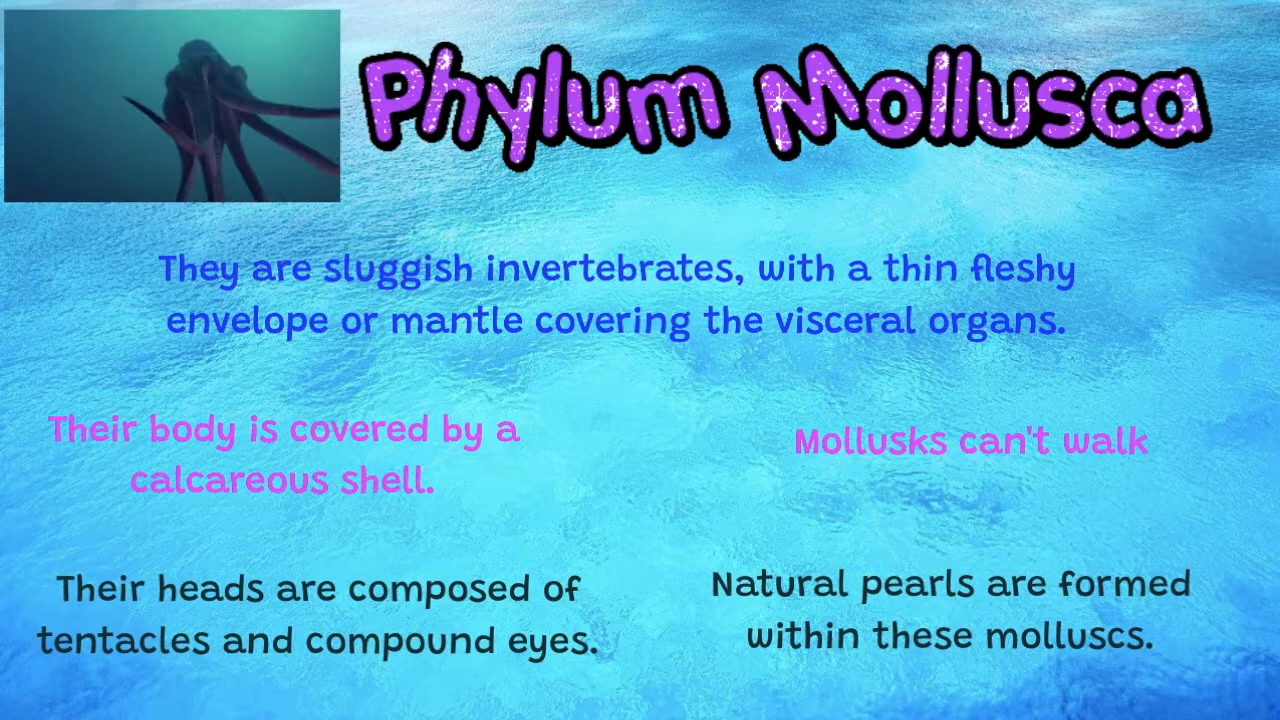 Phylum Mollusca
They are sluggish invertebrates, with a thin fleshy
envelope or mantle covering the visceral organs.
Their body is covered by a
calcareous shell.
Mollusks can't walk
Their heads are composed of
tentacles and compound eyes.
Natural pearls are formed
within these molluscs.